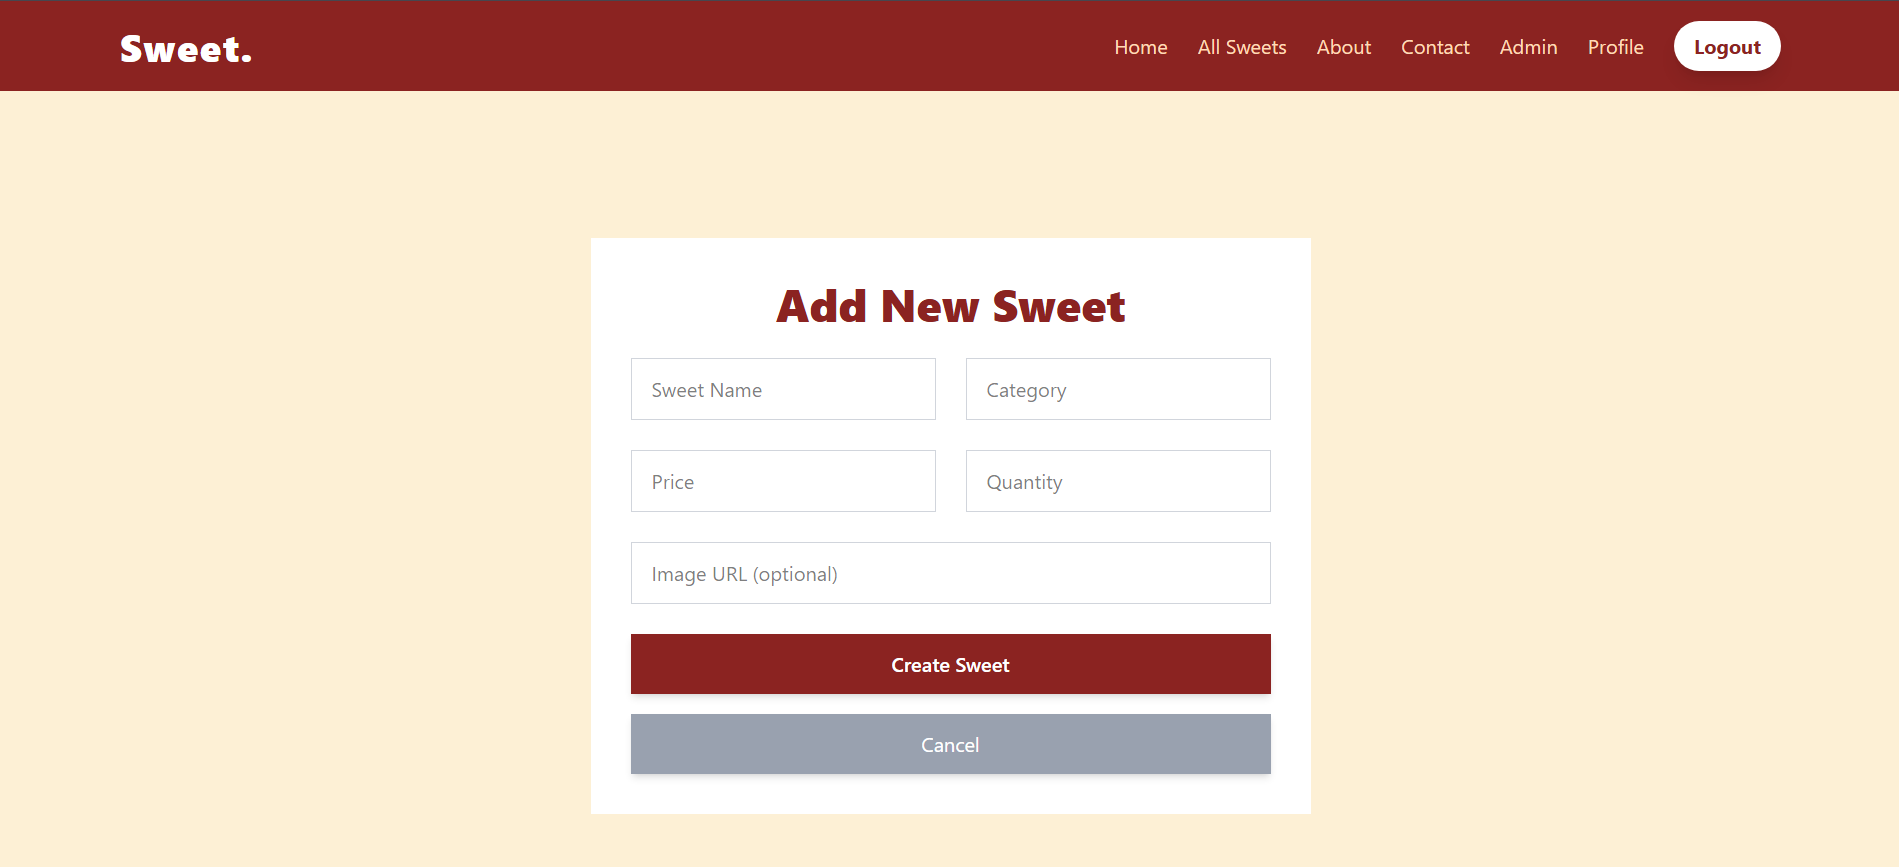 Sweet.
Home All Sweets About Contact Admin Profile Logout
Add New Sweet
Sweet Name Category
Price Quantity
Image URL (optional)
Create Sweet
Cancel